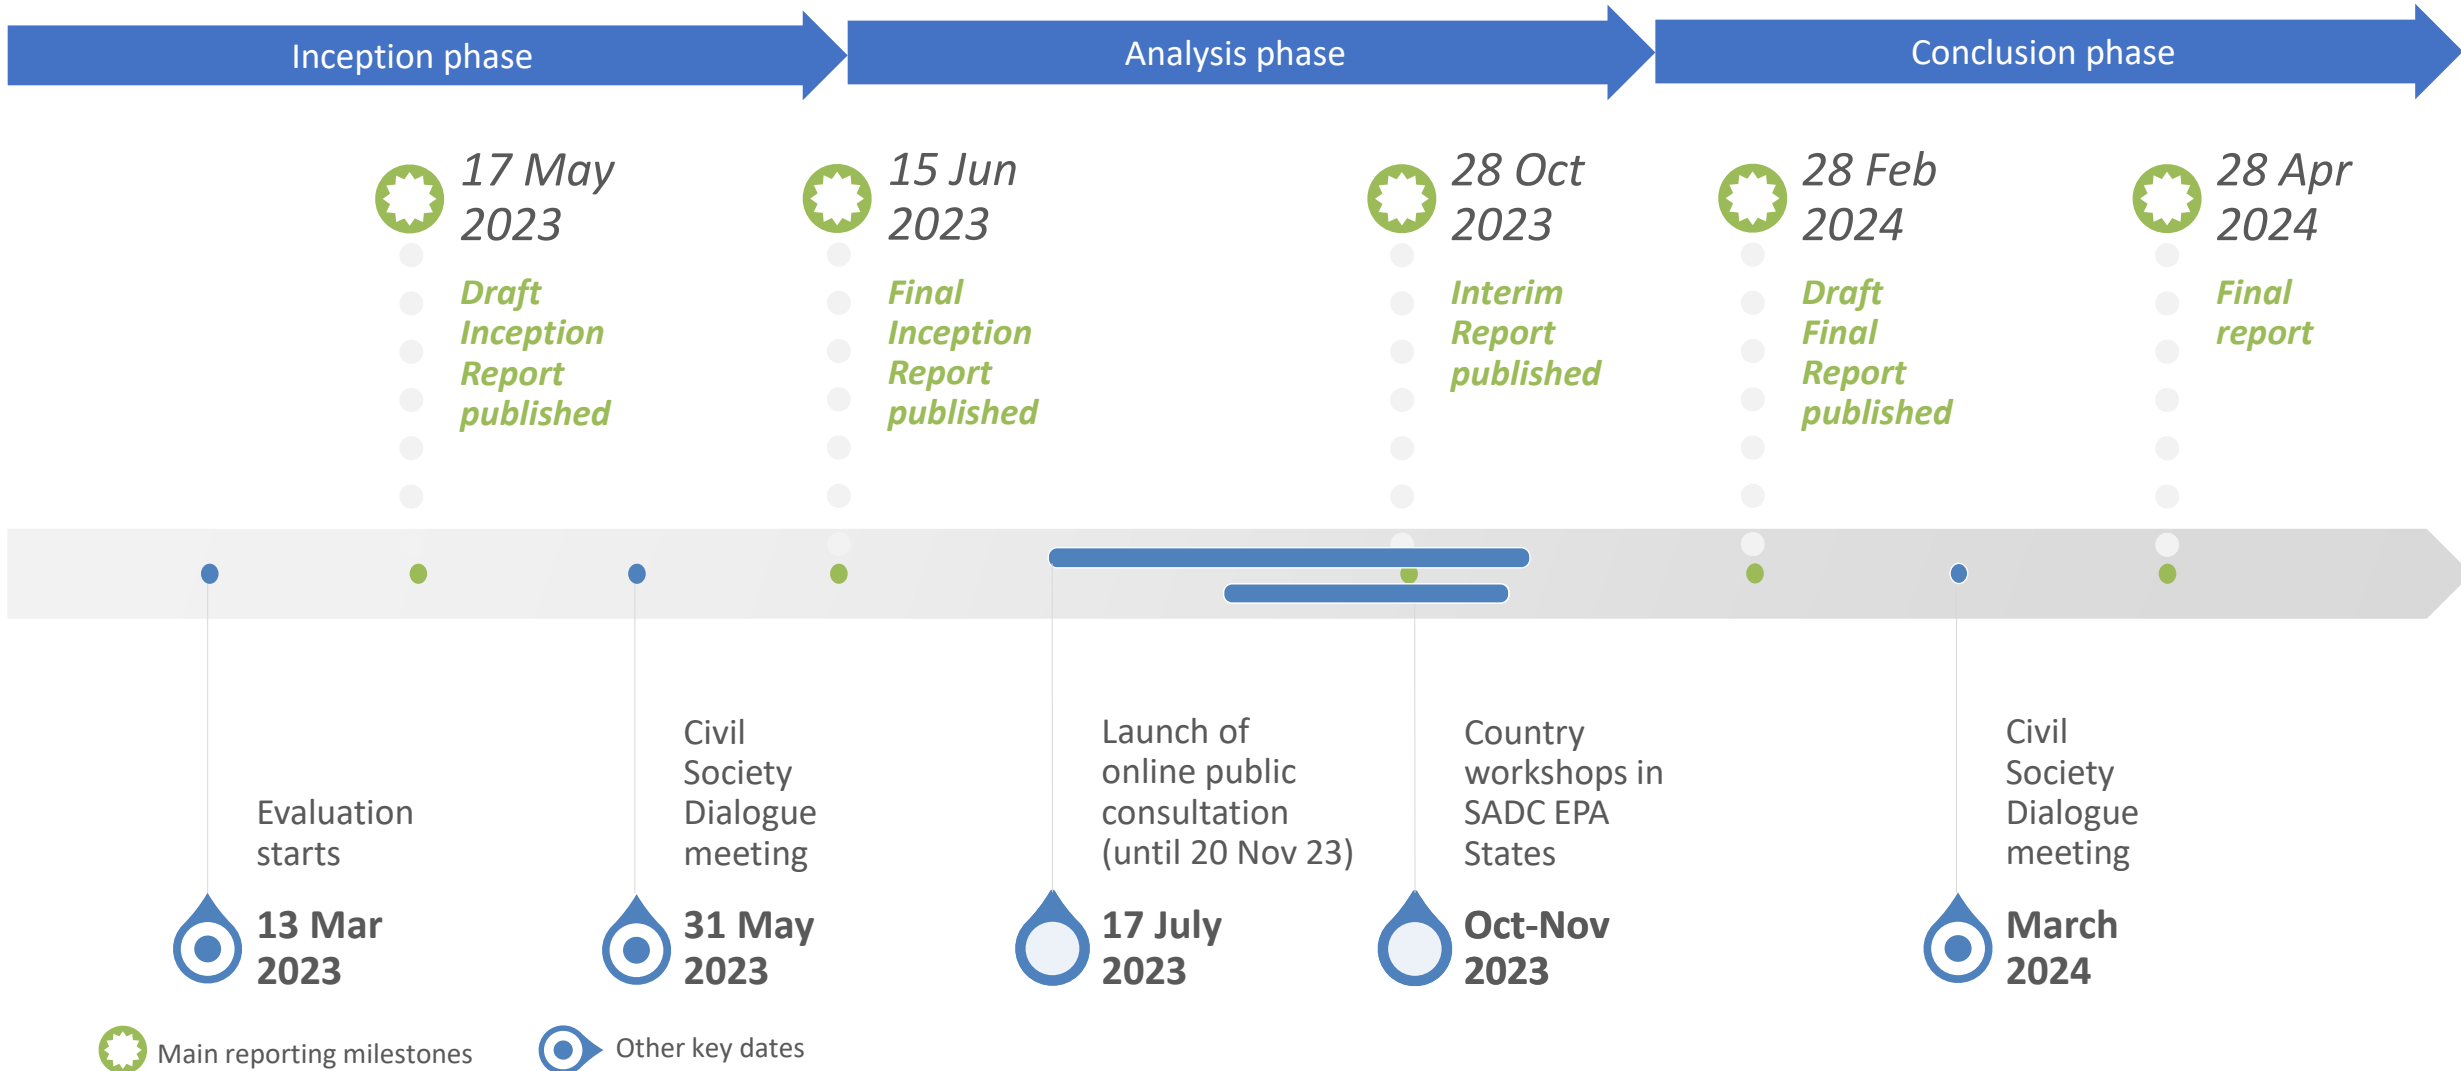 Inception phase
Analysis phase
Conclusion phase
17 May
2023
Draft
Inception
Report
published
15 Jun
2023
Final
Inception
Report
published
28 Oct
2023
Interim
Report
published
28 Feb
2024
Draft
Final
Report
published
28 Apr
2024
Final
report
Evaluation
starts
13 Mar
2023
Civil
Society
Dialogue
meeting
31 May
2023
Launch of
online public
consultation
(until 20 Nov 23)
17 July
2023
Country
workshops in
SADC EPA
States
Oct-Nov
2023
Civil
Society
Dialogue
meeting
March
2024
Main reporting milestones
Other key dates